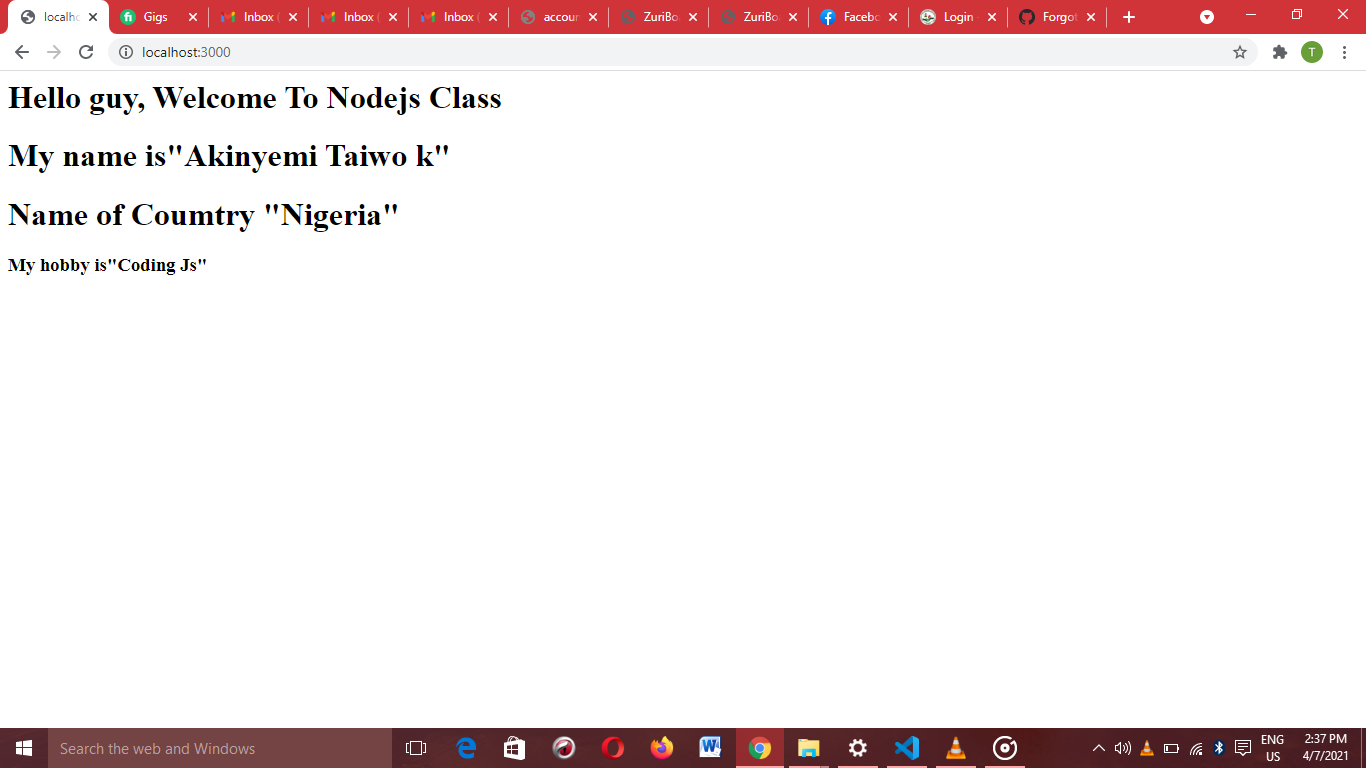 localho
Gigs
Inbox (
Inbox (
Inbox (
accoun
ZuriBo
ZuriBo
Facebo
Login
Forgot
localhost:3000
T
Hello guy, Welcome To Nodejs Class
My name is"Akinyemi Taiwo k"
Name of Coumtry "Nigeria"
My hobby is"Coding Js"
Search the web and Windows
ENG
US
2:37 PM
4/7/2021